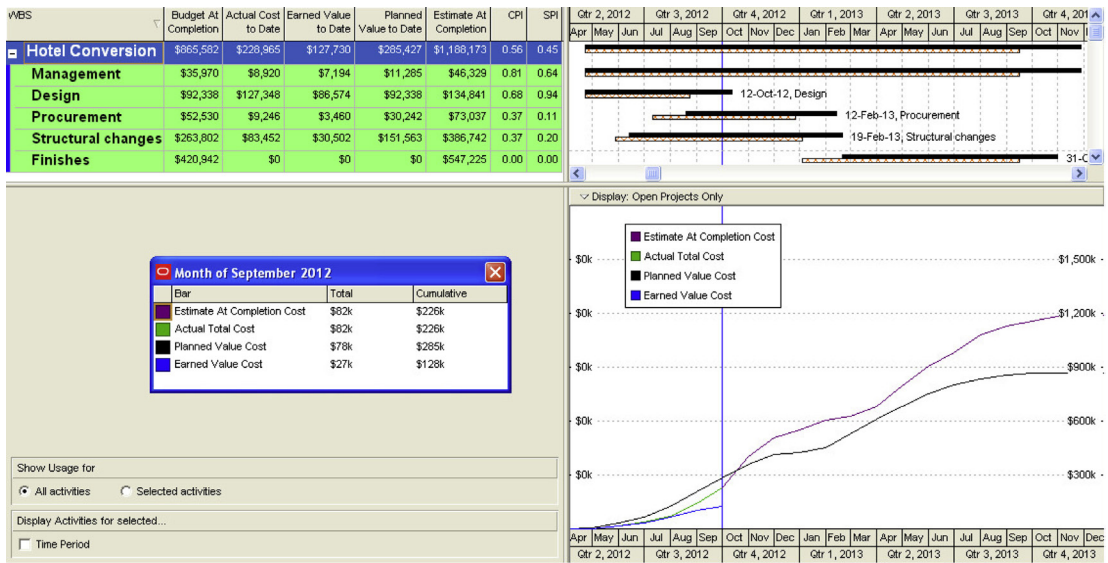 WBS
Budget At Completion
Actual Cost to Date
Earned Value to Date
Planned Value to Date
Estimate At Completion
CPI
SPI
Hotel Conversion $865,582 $228,965 $127,730 $285,427 $1,188,173 0.56 0.45
Management $35,970 $8,920 $7,194 $11,285 $46,329 0.81 0.64
Design $92,338 $127,348 $86,574 $92,338 $134,841 0.68 0.94
Procurement $52,530 $9,246 $3,460 $30,242 $73,037 0.37 0.11
Structural changes $263,802 $83,452 $30,502 $151,563 $386,742 0.37 0.20
Finishes $420,942 $0 $0 $0 $547,225 0.00 0.00
Qtr 2, 2012 Qtr 3, 2012 Qtr 4, 2012 Qtr 1, 2013 Qtr 2, 2013 Qtr 3, 2013 Qtr 4, 201
Apr May Jun Jul Aug Sep Oct Nov Dec Jan Feb Mar Apr May Jun Jul Aug Sep Oct Nov
12-Oct-12, Design
12-Feb-13, Procurement
19-Feb-13, Structural changes
31-
Display: Open Projects Only
Estimate At Completion Cost
Actual Total Cost
Planned Value Cost
Earned Value Cost
$0k $1,500k
$0k $1,200k
$0k $900k
$0k $600k
$0k $300k
Apr May Jun Jul Aug Sep Oct Nov Dec Jan Feb Mar Apr May Jun Jul Aug Sep Oct Nov Dec
Qtr 2, 2012 Qtr 3, 2012 Qtr 4, 2012 Qtr 1, 2013 Qtr 2, 2013 Qtr 3, 2013 Qtr 4, 2013
Month of September 2012
Bar Total Cumulative
Estimate At Completion Cost $82k $226k
Actual Total Cost $82k $226k
Planned Value Cost $78k $285k
Earned Value Cost $27k $128k
Show Usage for
All activities Selected activities
Display Activities for selected...
Time Period